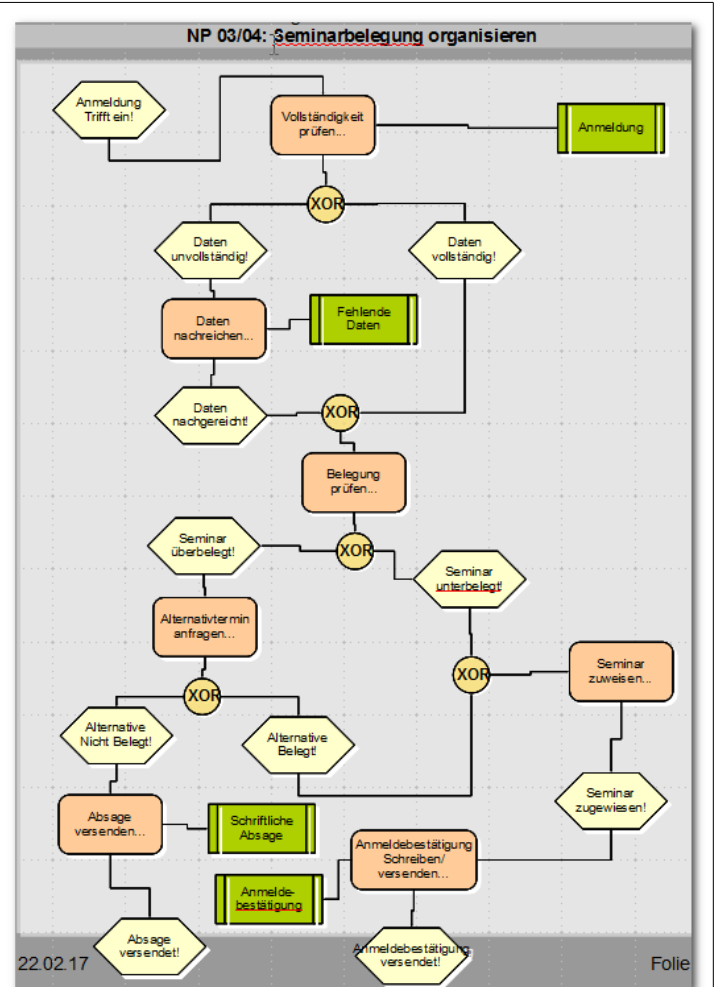 NP 03/04: Seminarbelegung organisieren
Anmeldung
Trifft ein!
Vollständigkeit
prüfen...
Anmeldung
XOR
Daten
unvollständig!
Daten
vollständig!
Daten
nachreichen...
Fehlende
Daten
Daten
nachgereicht!
XOR
Belegung
prüfen...
Seminar
überbelegt!
XOR
Seminar
unterbelegt!
Alternativtermin
anfragen...
XOR
Seminar
zuweisen...
XOR
Alternative
Nicht Belegt!
Alternative
Belegt!
Seminar
zugewiesen!
Absage
versenden...
Schriftliche
Absage
Anmeldebestätigung
Schreiben/
versenden...
Anmelde-
bestätigung
Absage
versendet!
Anmeldebestätigung
versendet!
22.02.17
Folie